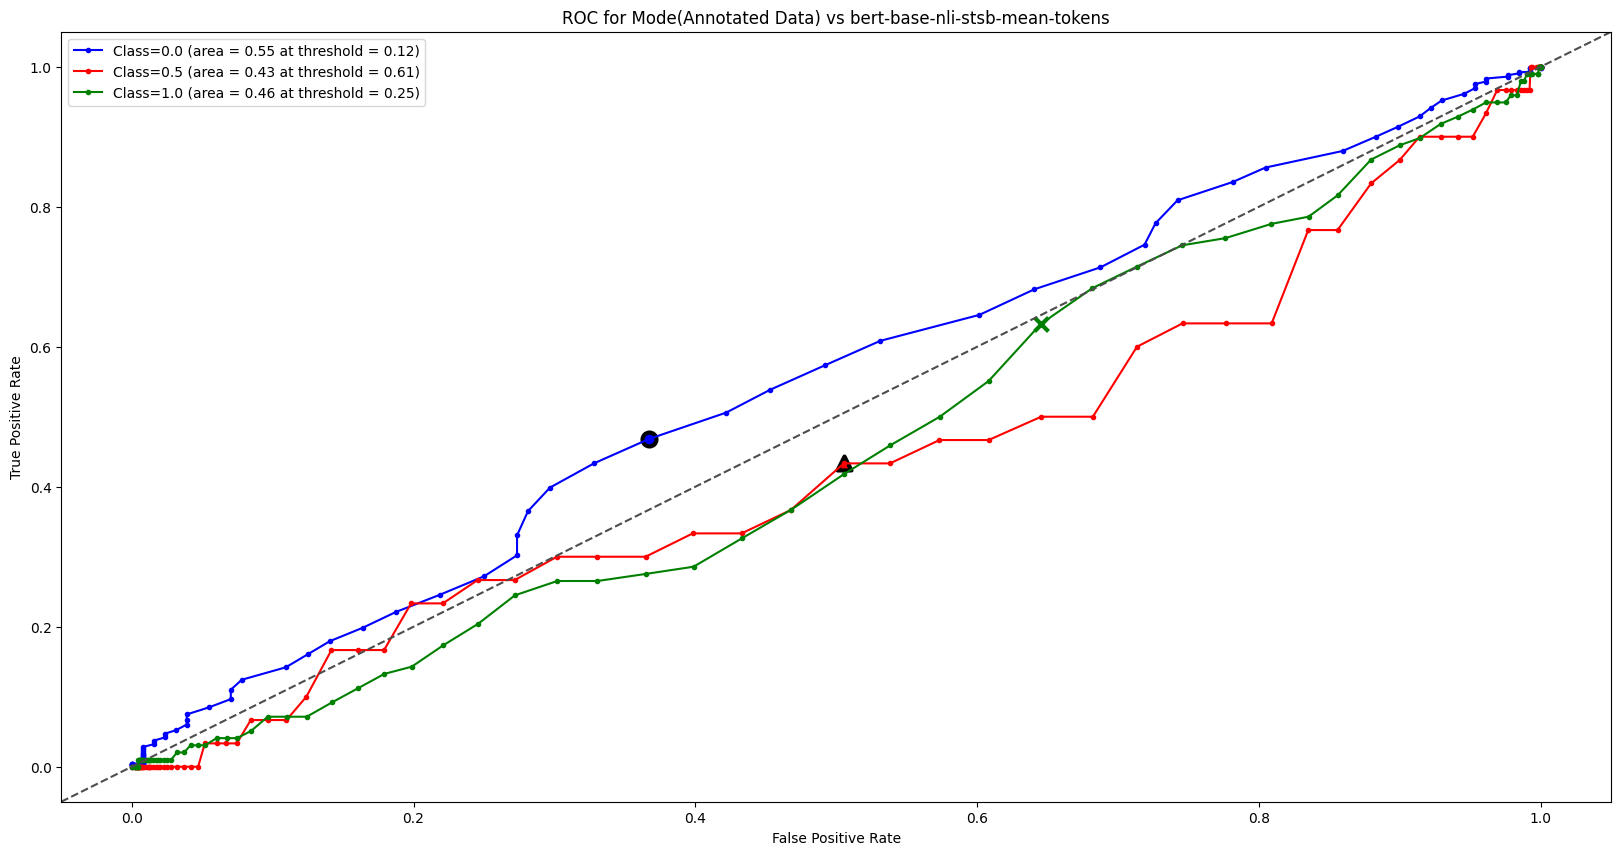 ROC for Mode(Annotated Data) vs bert-base-nli-stsb-mean-tokens
Class=0.0 (area = 0.55 at threshold = 0.12)
Class=0.5 (area = 0.43 at threshold = 0.61)
Class=1.0 (area = 0.46 at threshold = 0.25)
True Positive Rate
1.0
0.8
0.6
0.4
0.2
0.0
0.0 0.2 0.4 0.6 0.8 1.0
False Positive Rate